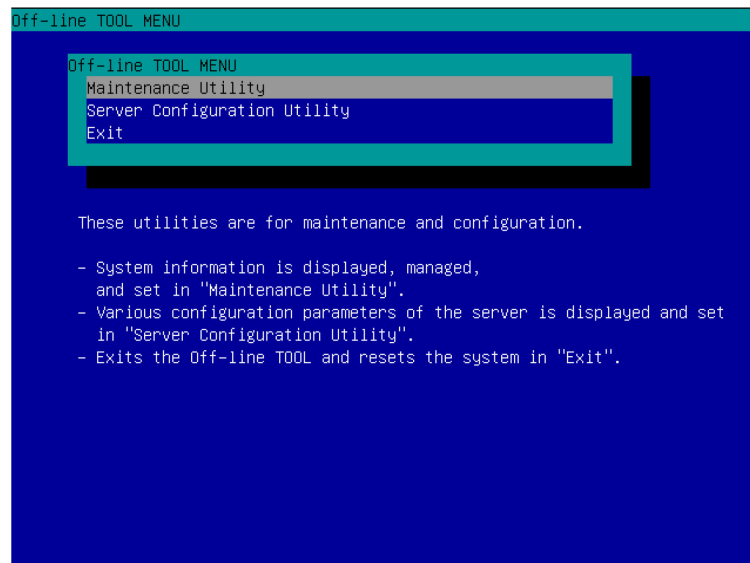 Off-line TOOL MENU
Off-line TOOL MENU
Maintenance Utility
Server Configuration Utility
Exit
These utilities are for maintenance and configuration.
- System information is displayed, managed,
and set in "Maintenance Utility".
- Various configuration parameters of the server is displayed and set
in "Server Configuration Utility".
- Exits the Off-line TOOL and resets the system in "Exit".